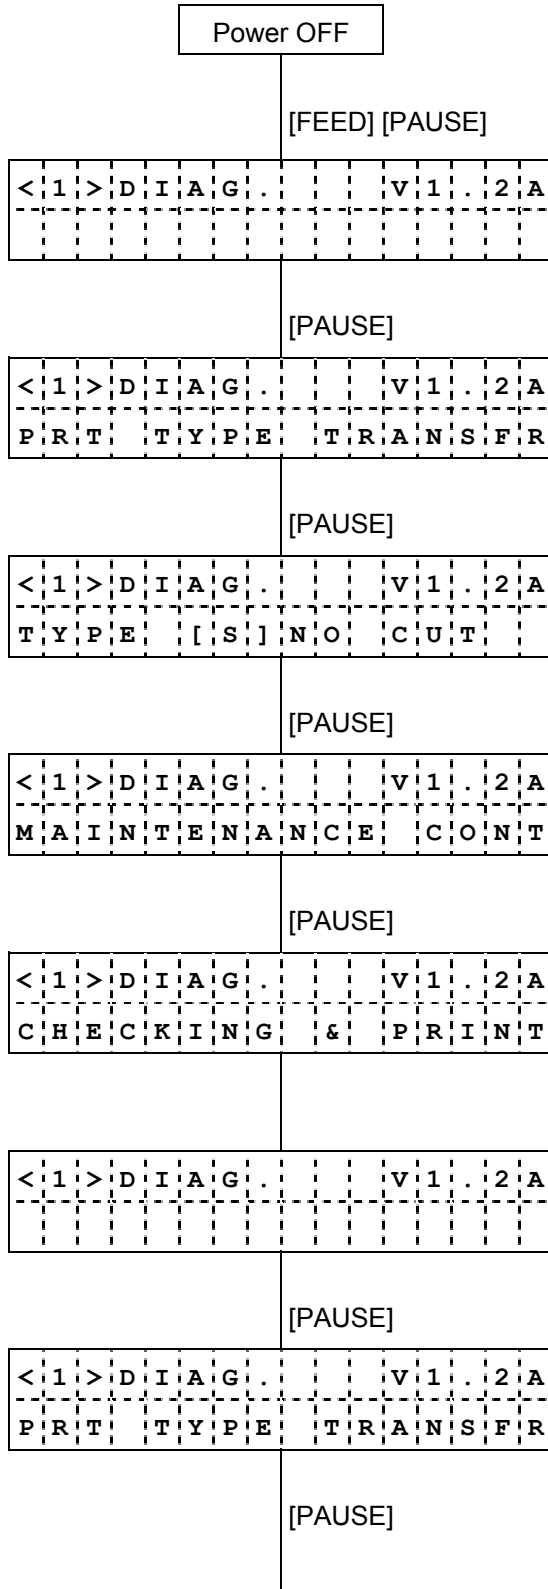 Power OFF
[FEED] [PAUSE]
<1>DIAG.   V1.2A
[PAUSE]
<1>DIAG.   V1.2A
PRT TYPE TRANSFR
[PAUSE]
<1>DIAG.   V1.2A
TYPE [S]NO CUT
[PAUSE]
<1>DIAG.   V1.2A
MAINTENANCE CONT
[PAUSE]
<1>DIAG.   V1.2A
CHECKING & PRINT
<1>DIAG.   V1.2A
[PAUSE]
<1>DIAG.   V1.2A
PRT TYPE TRANSFR
[PAUSE]